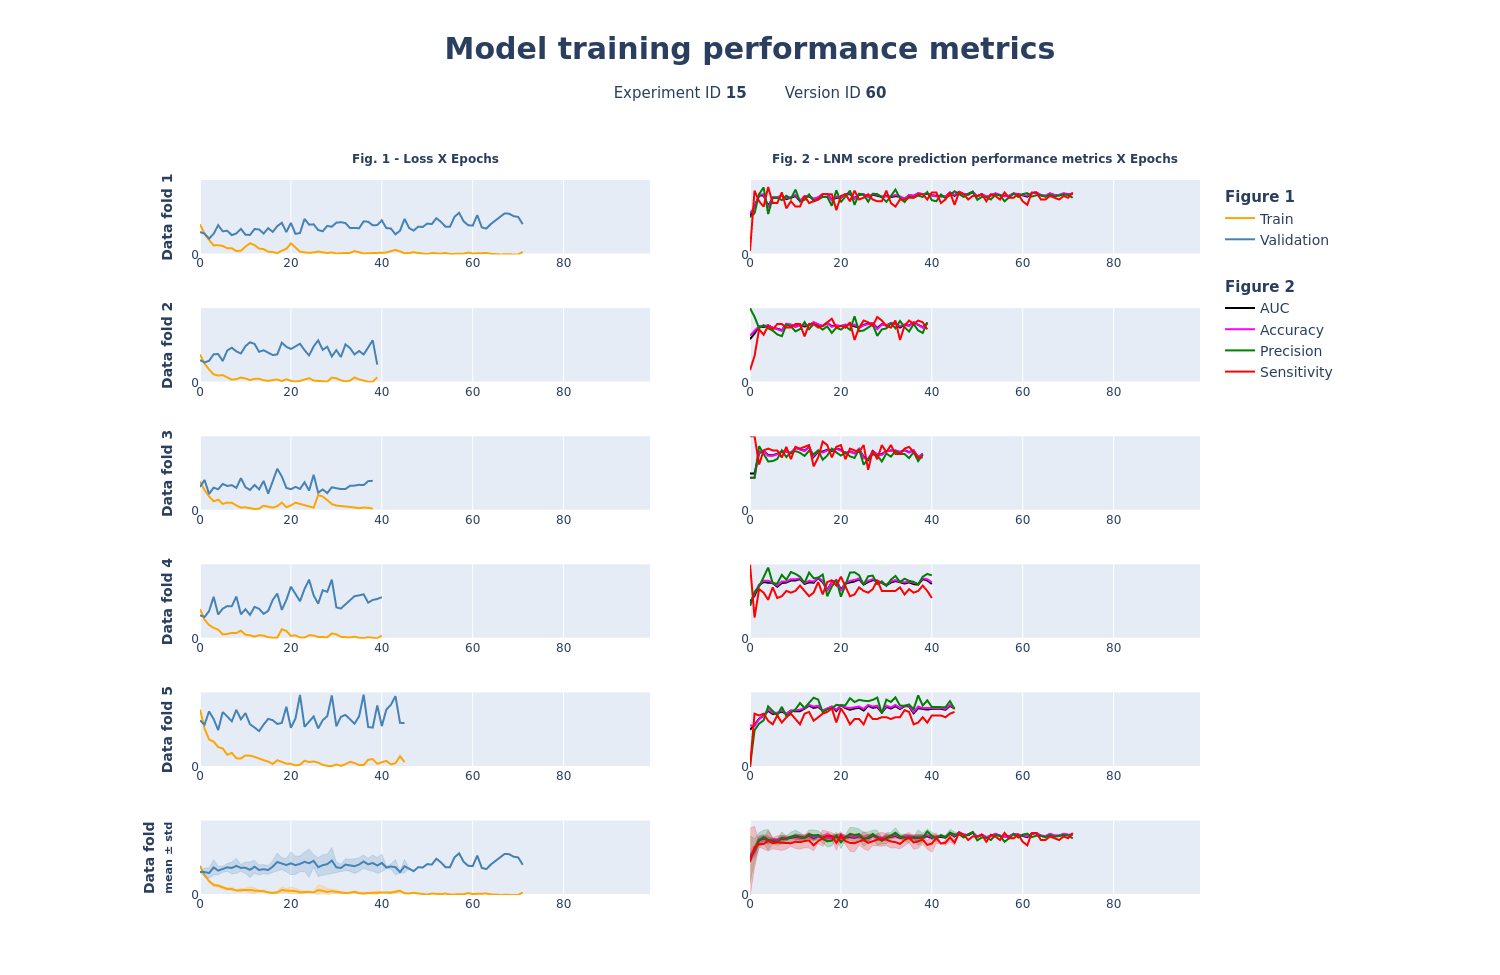 Model training performance metrics
Experiment ID 15 Version ID 60
Fig. 1 - Loss X Epochs
Fig. 2 - LNM score prediction performance metrics X Epochs
Data fold 1
0
0 20 40 60 80
0
0 20 40 60 80
Figure 1
Train
Validation
Figure 2
AUC
Accuracy
Precision
Sensitivity
Data fold 2
0
0 20 40 60 80
0
0 20 40 60 80
Data fold 3
0
0 20 40 60 80
0
0 20 40 60 80
Data fold 4
0
0 20 40 60 80
0
0 20 40 60 80
Data fold 5
0
0 20 40 60 80
0
0 20 40 60 80
Data fold
mean ± std
0
0 20 40 60 80
0
0 20 40 60 80